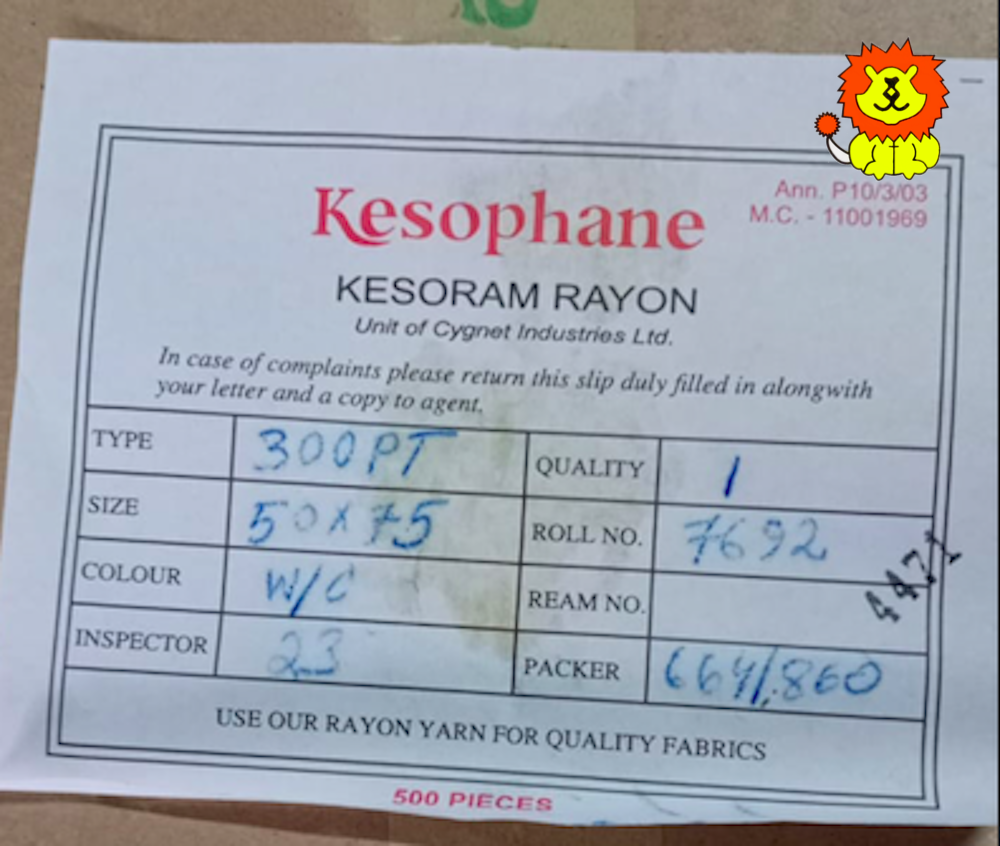 Ann. P10/3/03
M.C. - 11001969
Kesophane
KESORAM RAYON
Unit of Cygnet Industries Ltd.
In case of complaints please return this slip duly filled in alongwith
your letter and a copy to agent.
TYPE 300PT QUALITY 1
SIZE 50x75 ROLL NO. 7692
COLOUR W/C REAM NO.
4471
INSPECTOR 23 PACKER 664/860
USE OUR RAYON YARN FOR QUALITY FABRICS
500 PIECES